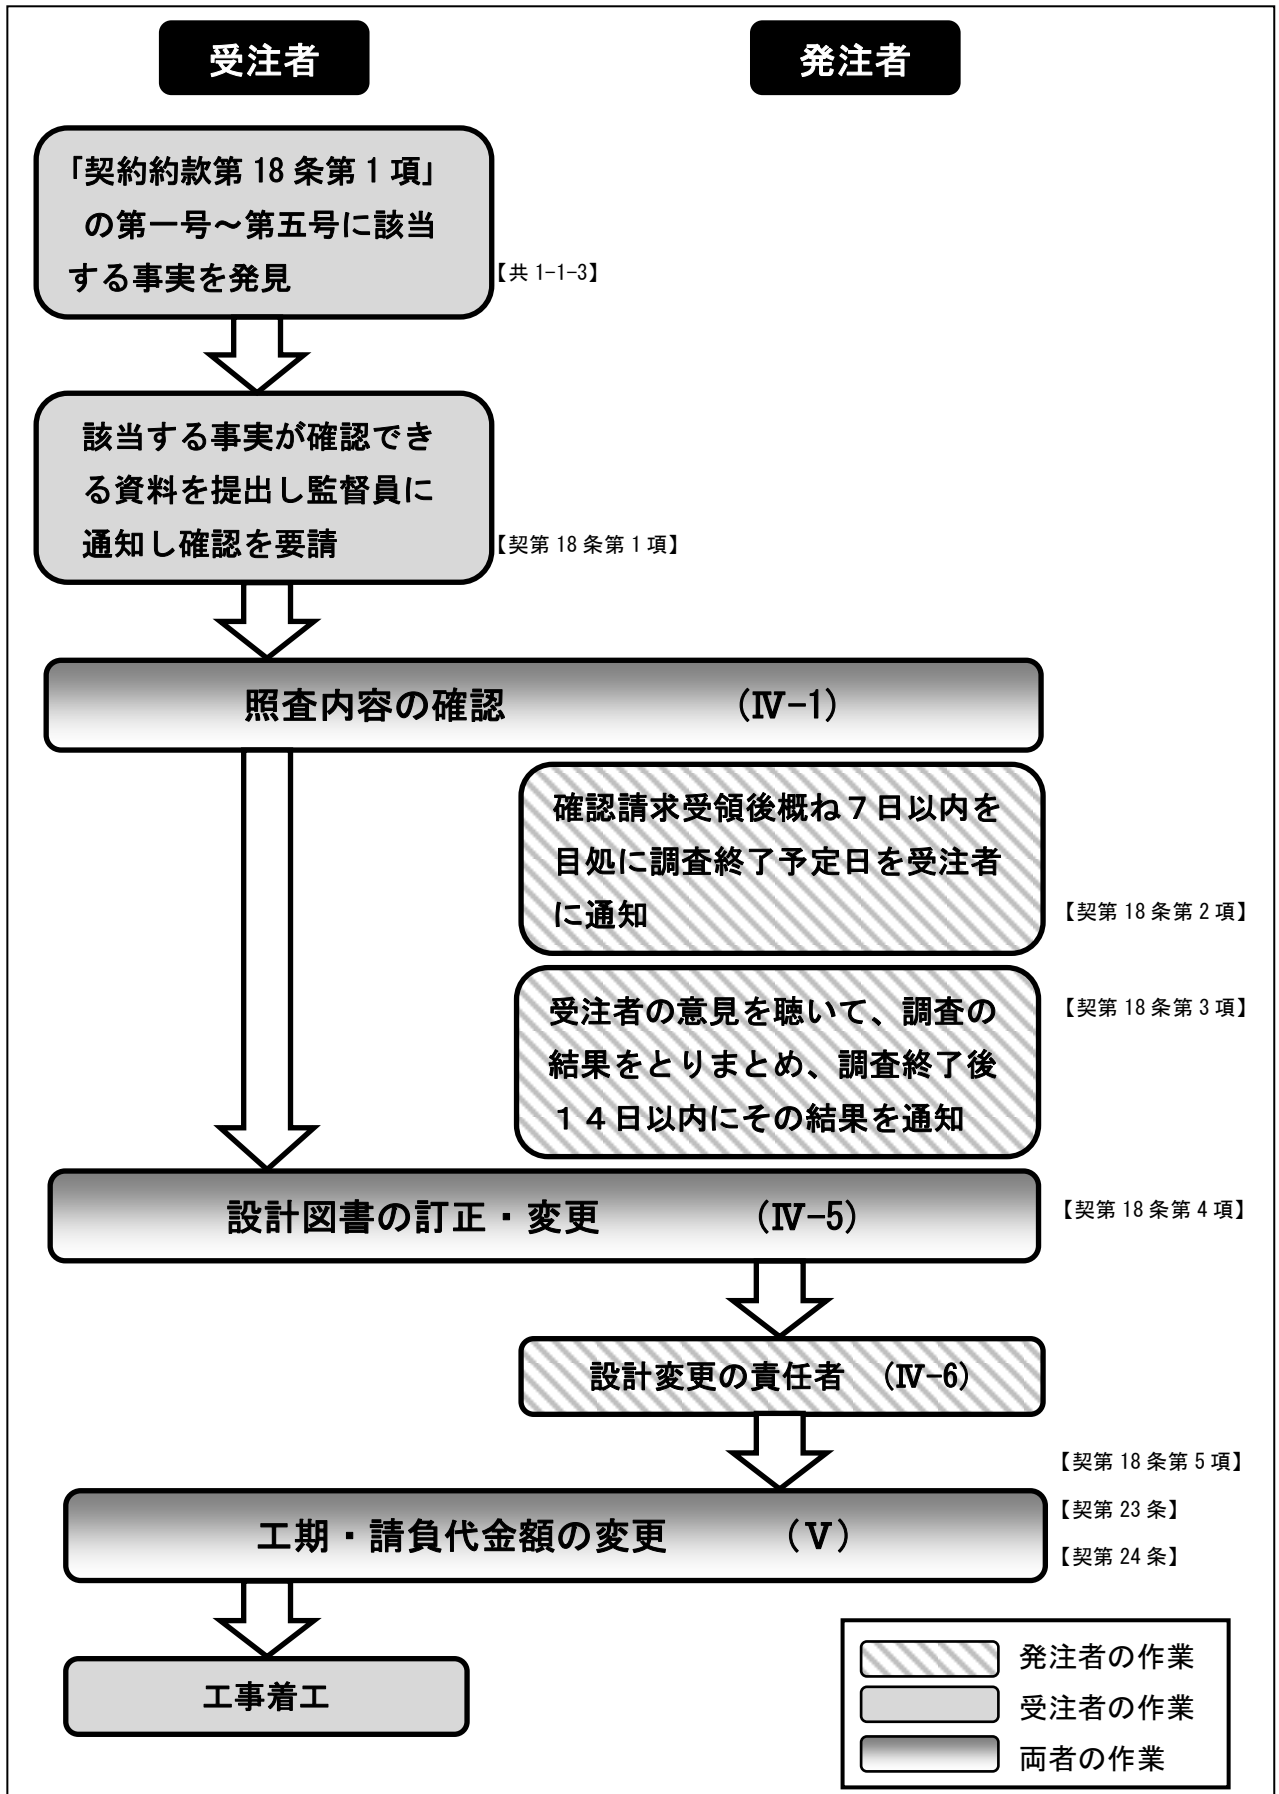 受注者
発注者
「契約約款第 18 条第 1 項」
の第一号～第五号に該当
する事実を発見
【共 1-1-3】
該当する事実が確認でき
る資料を提出し監督員に
通知し確認を要請
【契第 18 条第 1 項】
照査内容の確認 (Ⅳ-1)
確認請求受領後概ね７日以内を
目処に調査終了予定日を受注者
に通知
【契第 18 条第 2 項】
受注者の意見を聴いて、調査の
結果をとりまとめ、調査終了後
１４日以内にその結果を通知
【契第 18 条第 3 項】
設計図書の訂正・変更 (Ⅳ-5)
【契第 18 条第 4 項】
設計変更の責任者 (Ⅳ-6)
【契第 18 条第 5 項】
工期・請負代金額の変更 （Ⅴ）
【契第 23 条】
【契第 24 条】
工事着工
発注者の作業
受注者の作業
両者の作業